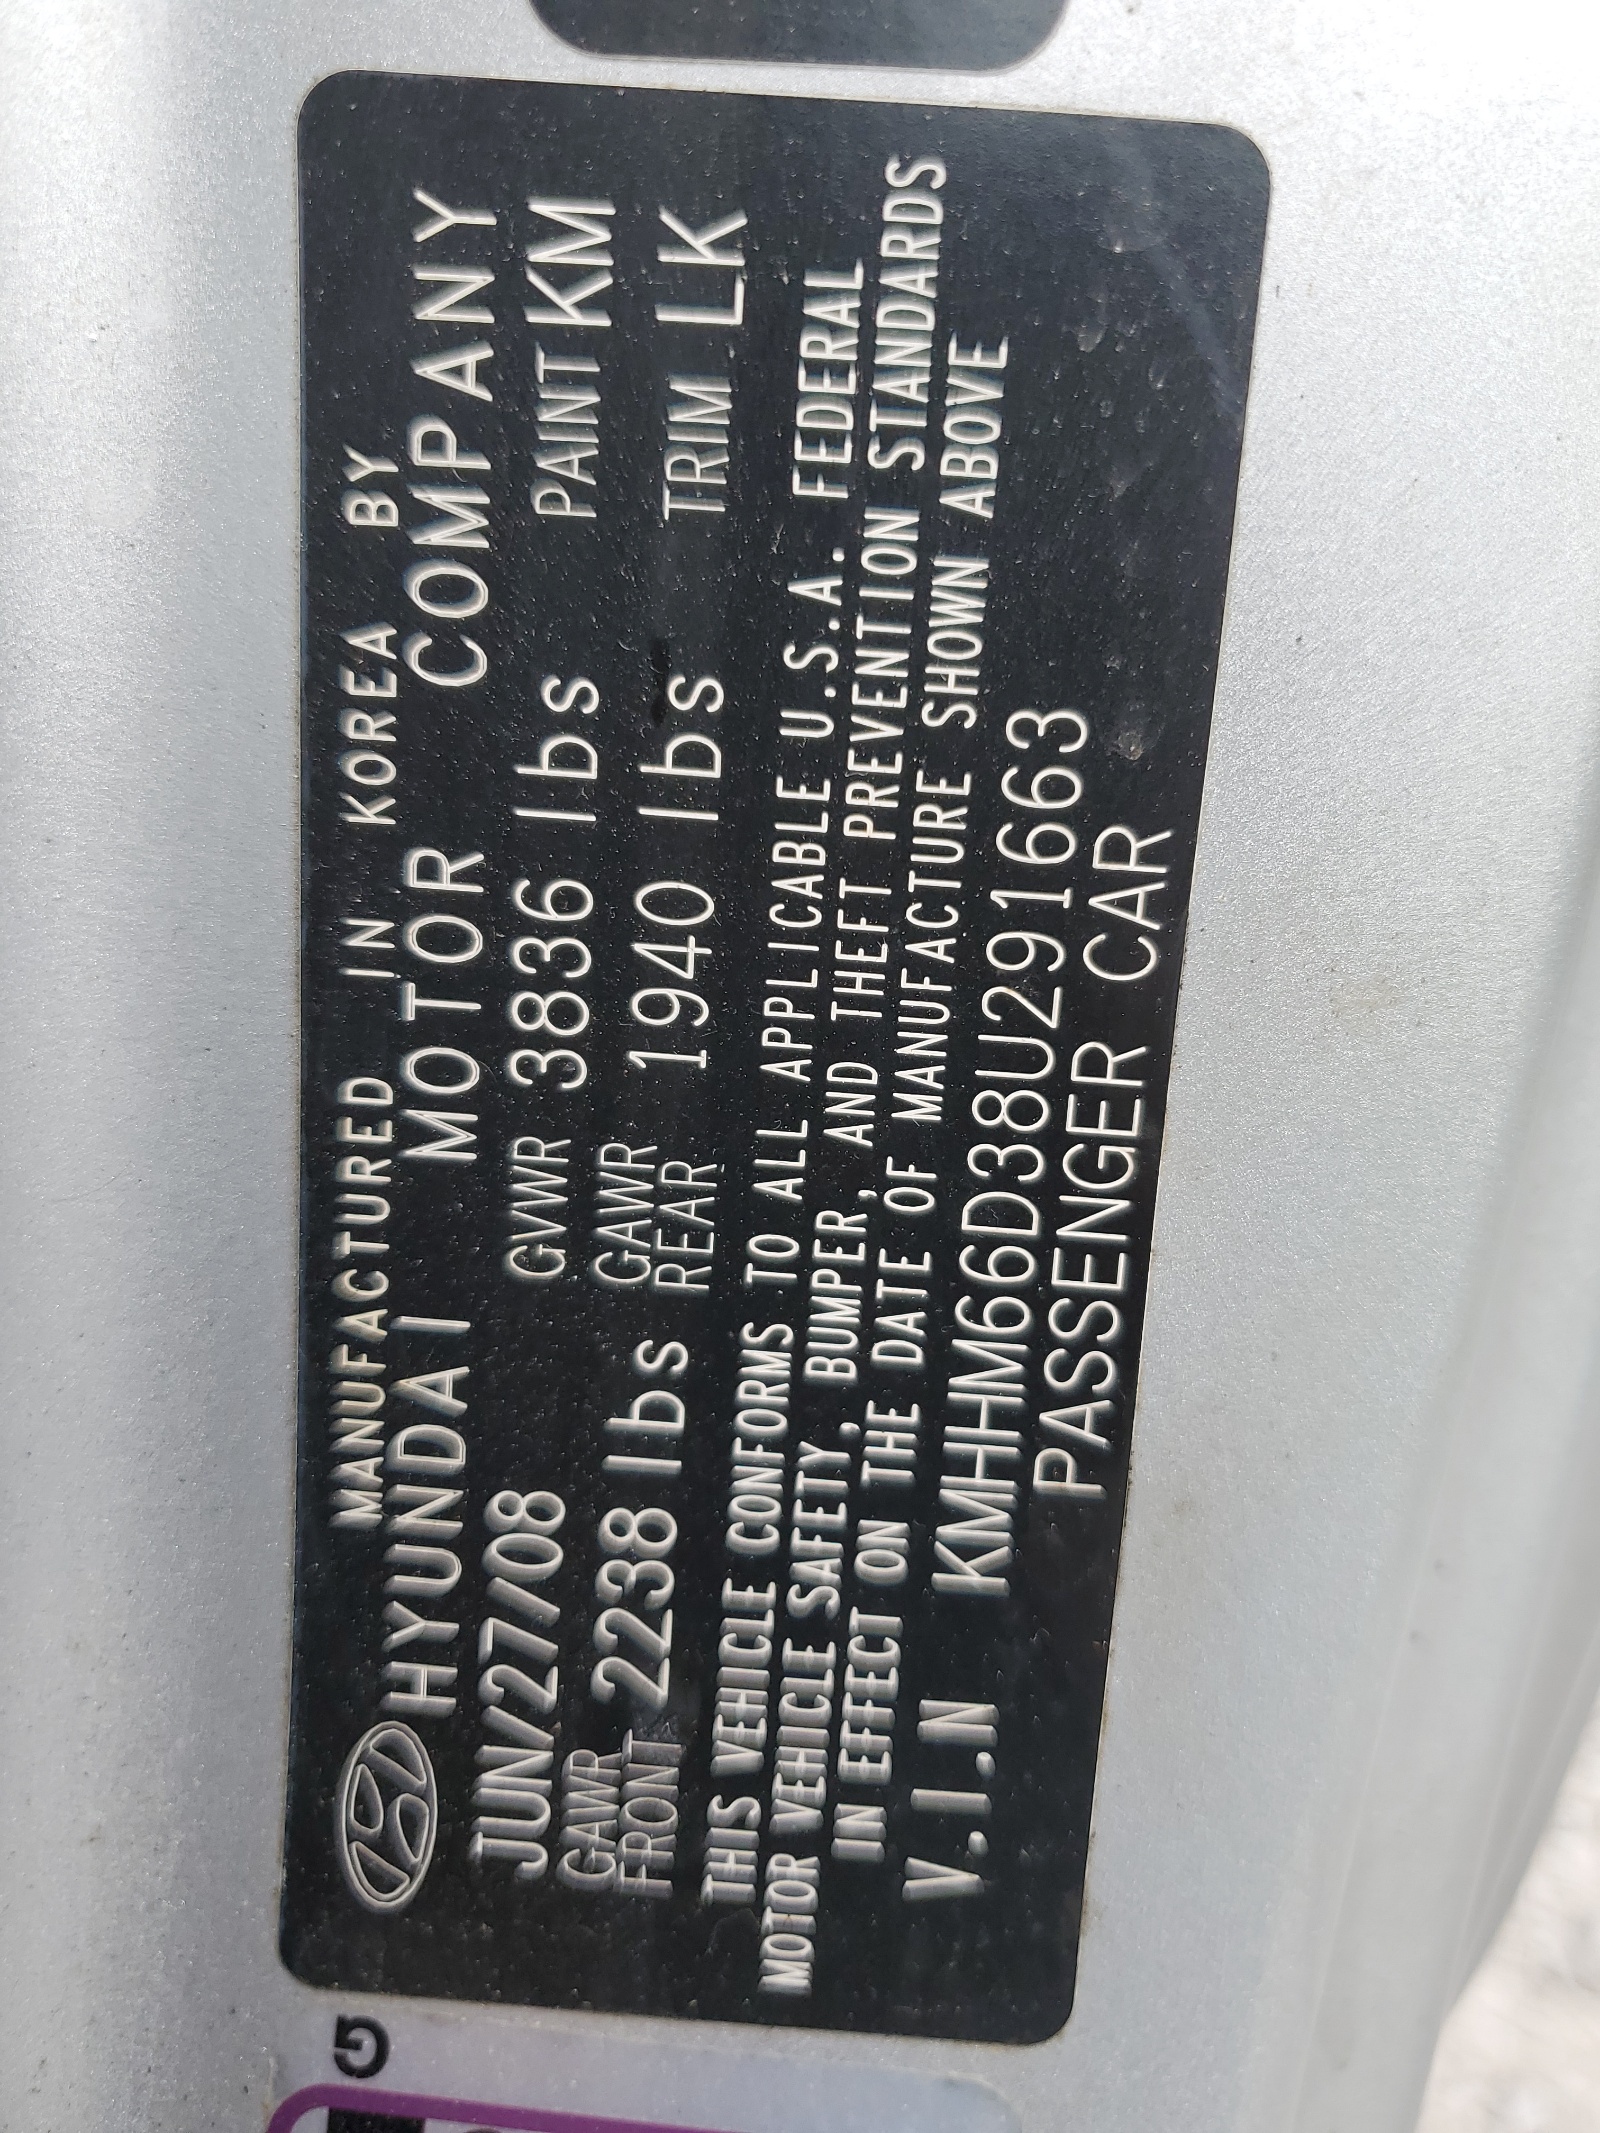 MANUFACTURED IN KOREA BY
HYUNDAI MOTOR COMPANY
JUN/27/08 GVWR 3836 lbs PAINT KM
GAWR FRONT 2238 lbs GAWR REAR 1940 lbs TRIM LK
THIS VEHICLE CONFORMS TO ALL APPLICABLE U.S.A. FEDERAL
MOTOR VEHICLE SAFETY, BUMPER, AND THEFT PREVENTION STANDARDS
IN EFFECT ON THE DATE OF MANUFACTURE SHOWN ABOVE
V.I.N KMHHM66D38U291663
PASSENGER CAR
G